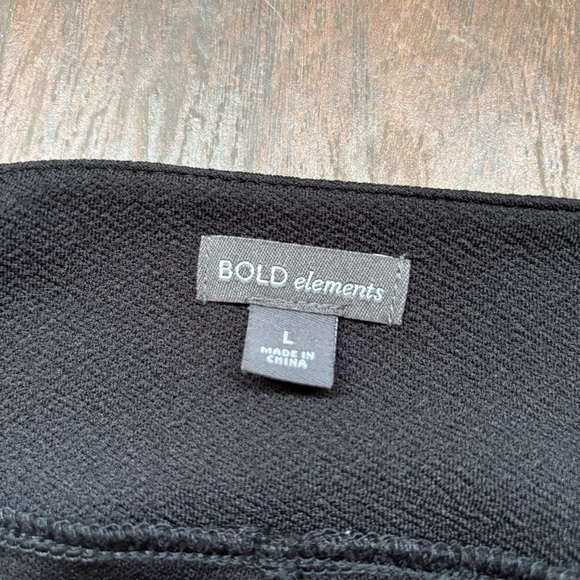 BOLD elements
L
MADE IN
CHINA